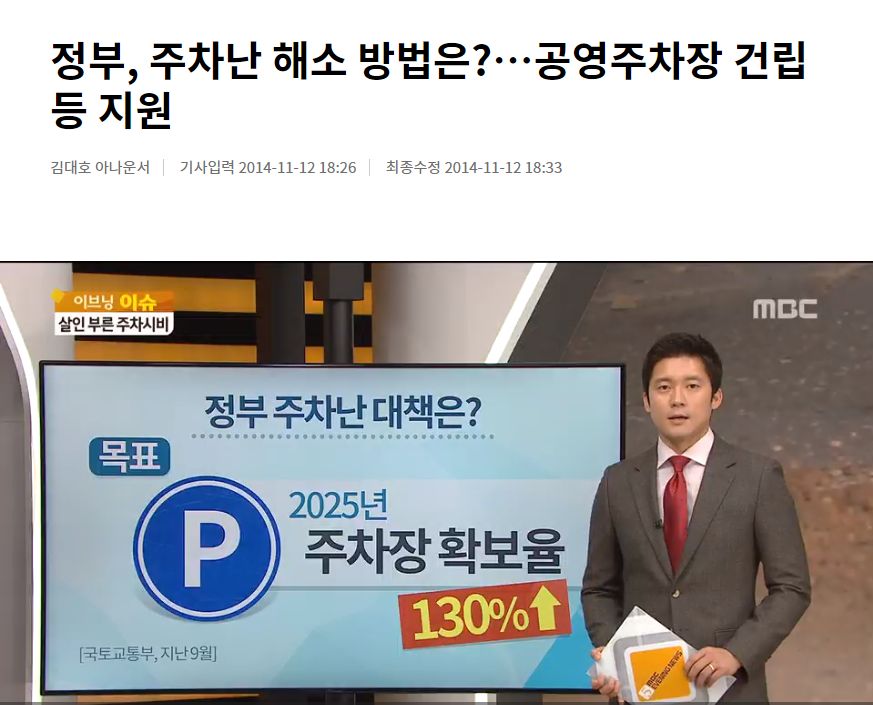 정부, 주차난 해소 방법은?…공영주차장 건립
등 지원
김대호 아나운서 기사입력 2014-11-12 18:26 최종수정 2014-11-12 18:33
이브닝 이슈
살인 부른 주차시비
MBC
정부 주차난 대책은?
목표
P
2025년
주차장 확보율
130%
[국토교통부, 지난 9월]
MBC
EVENING NEWS